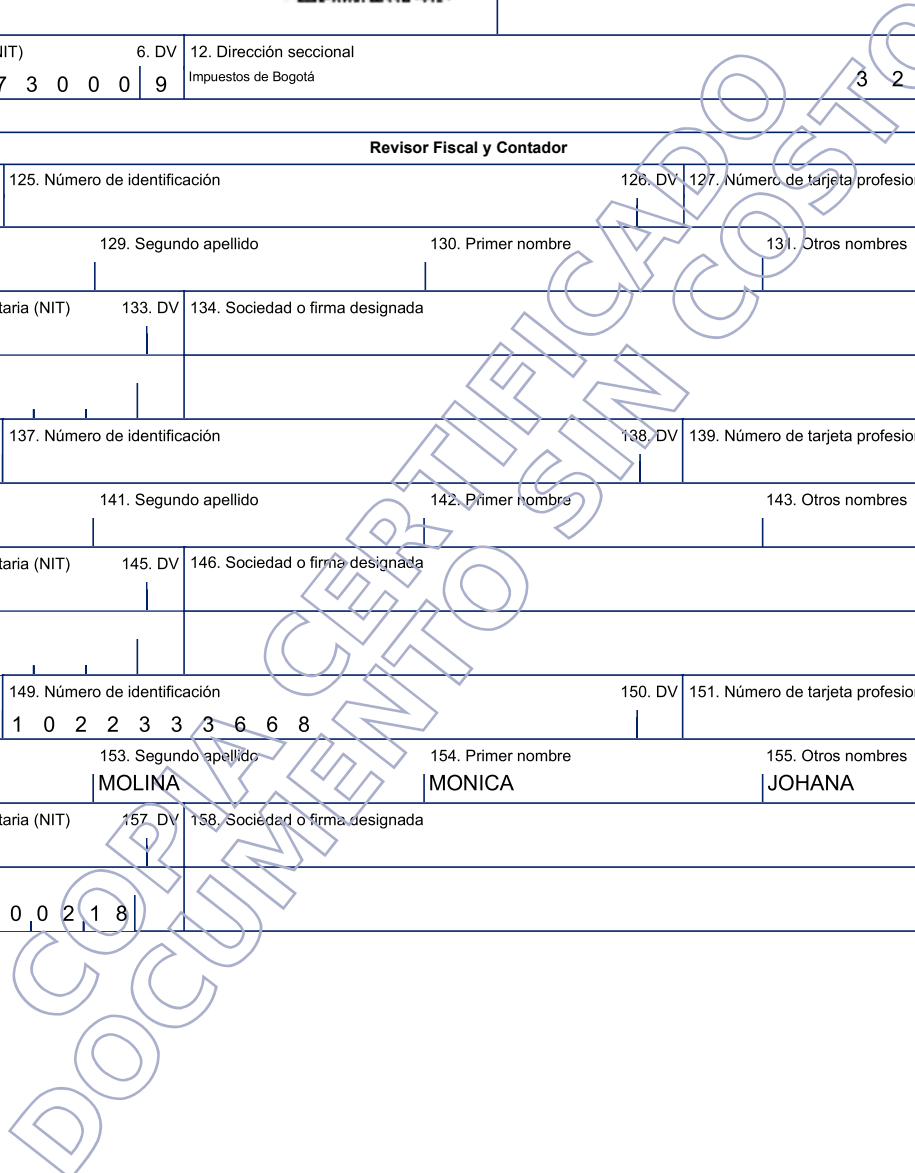 NIT) 6. DV 12. Dirección seccional
7 3 0 0 0 9 Impuestos de Bogotá 3 2
Revisor Fiscal y Contador
125. Número de identificación 126. DV 127. Número de tarjeta profesio
129. Segundo apellido 130. Primer nombre 131. Otros nombres
taria (NIT) 133. DV 134. Sociedad o firma designada
137. Número de identificación 138. DV 139. Número de tarjeta profesio
141. Segundo apellido 142. Primer nombre 143. Otros nombres
taria (NIT) 145. DV 146. Sociedad o firma designada
149. Número de identificación 150. DV 151. Número de tarjeta profesio
1 0 2 2 3 3 3 6 6 8
153. Segundo apellido 154. Primer nombre 155. Otros nombres
MOLINA MONICA JOHANA
taria (NIT) 157. DV 158. Sociedad o firma designada
0 0 2 1 8
COPIA CERTIFICADO
DOCUMENTO SIN COSTO